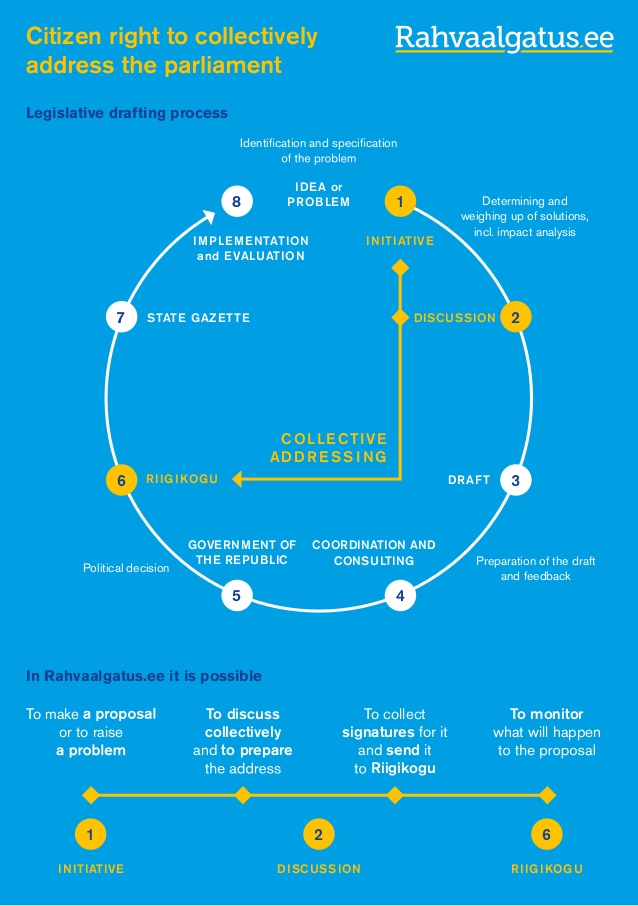 Citizen right to collectively
address the parliament
Rahvaalgatus.ee
Legislative drafting process
Identification and specification
of the problem
IDEA or
PROBLEM
8
1
IMPLEMENTATION
and EVALUATION
INITIATIVE
Determining and
weighing up of solutions,
incl. impact analysis
7
STATE GAZETTE
DISCUSSION
2
COLLECTIVE
ADDRESSING
6
RIIGIKOGU
DRAFT
3
GOVERNMENT OF
THE REPUBLIC
COORDINATION AND
CONSULTING
Political decision
Preparation of the draft
and feedback
5
4
In Rahvaalgatus.ee it is possible
To make a proposal
or to raise
a problem
To discuss
collectively
and to prepare
the address
To collect
signatures for it
and send it
to Riigikogu
To monitor
what will happen
to the proposal
1
2
6
INITIATIVE
DISCUSSION
RIIGIKOGU